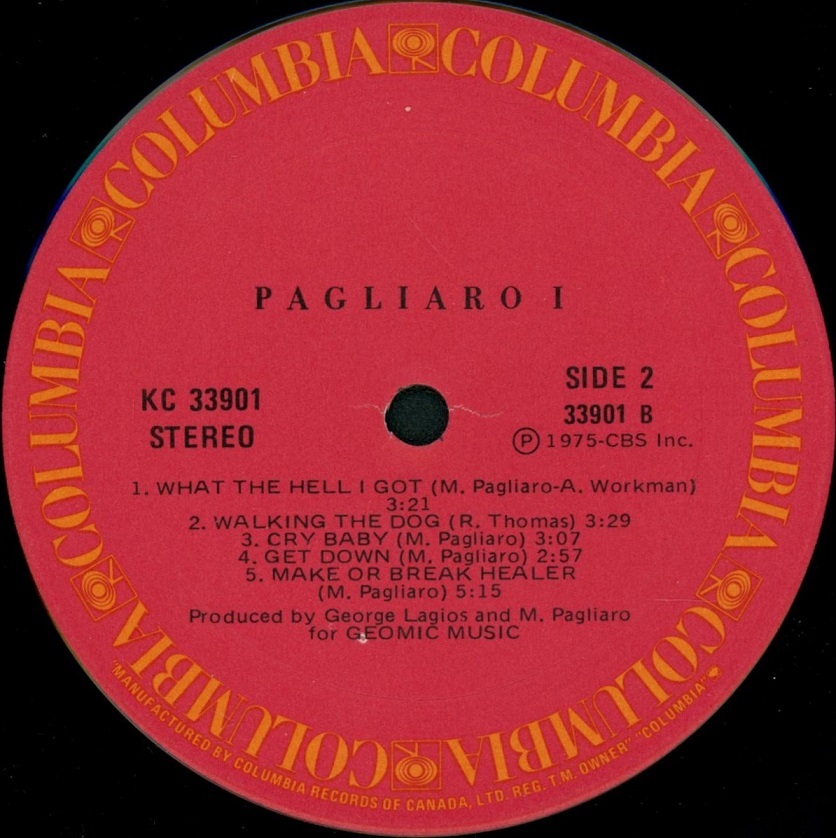 COLUMBIA COLUMBIA COLUMBIA COLUMBIA COLUMBIA COLUMBIA
PAGLIARO I
KC 33901
STEREO
SIDE 2
33901 B
Ⓟ 1975-CBS Inc.
1. WHAT THE HELL I GOT (M. Pagliaro-A. Workman)
3:21
2. WALKING THE DOG (R. Thomas) 3:29
3. CRY BABY (M. Pagliaro) 3:07
4. GET DOWN (M. Pagliaro) 2:57
5. MAKE OR BREAK HEALER
(M. Pagliaro) 5:15
Produced by George Lagios and M. Pagliaro
for GEOMIC MUSIC
"MANUFACTURED BY COLUMBIA RECORDS OF CANADA, LTD. REG. T.M. OWNER" "COLUMBIA"